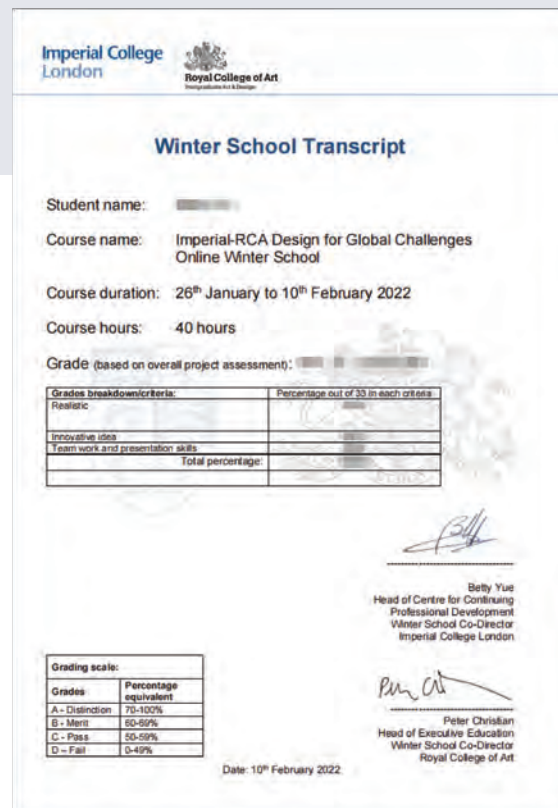 Imperial College
London
Royal College of Art
Postgraduate Art & Design
Winter School Transcript
Student name:
Course name: Imperial-RCA Design for Global Challenges
Online Winter School
Course duration: 26th January to 10th February 2022
Course hours: 40 hours
Grade (based on overall project assessment):
Grades breakdown/criteria: Percentage out of 33 in each criteria
Realistic
Innovative idea
Team work and presentation skills
Total percentage:
Betty Yue
Head of Centre for Continuing
Professional Development
Winter School Co-Director
Imperial College London
Grading scale:
Grades Percentage
equivalent
A - Distinction 70-100%
B - Merit 60-69%
C - Pass 50-59%
D – Fail 0-49%
Peter Christian
Head of Executive Education
Winter School Co-Director
Royal College of Art
Date: 10th February 2022